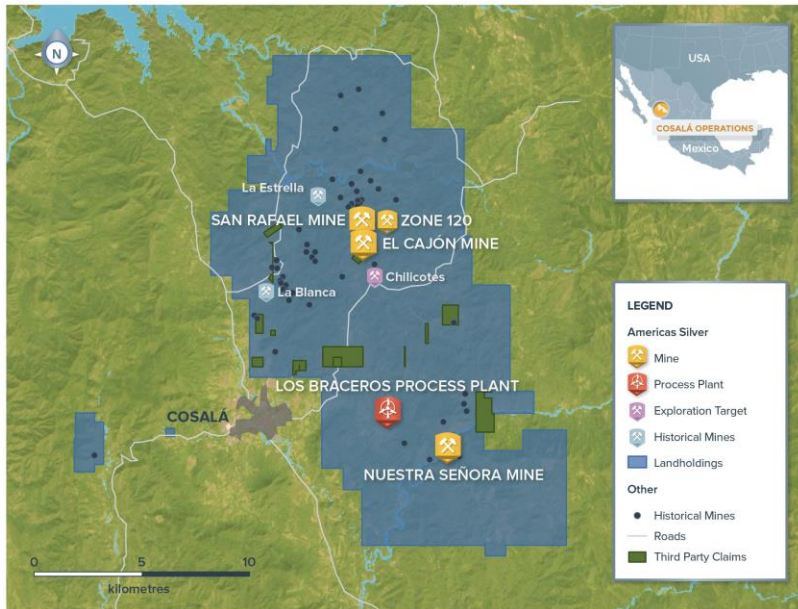 N
USA
COSALÁ OPERATIONS
Mexico
La Estrella
SAN RAFAEL MINE
ZONE 120
EL CAJÓN MINE
Chilicotes
La Blanca
LOS BRACEROS PROCESS PLANT
COSALÁ
NUESTRA SEÑORA MINE
0
5
10
kilometres
LEGEND
Americas Silver
Mine
Process Plant
Exploration Target
Historical Mines
Landholdings
Other
Historical Mines
Roads
Third Party Claims